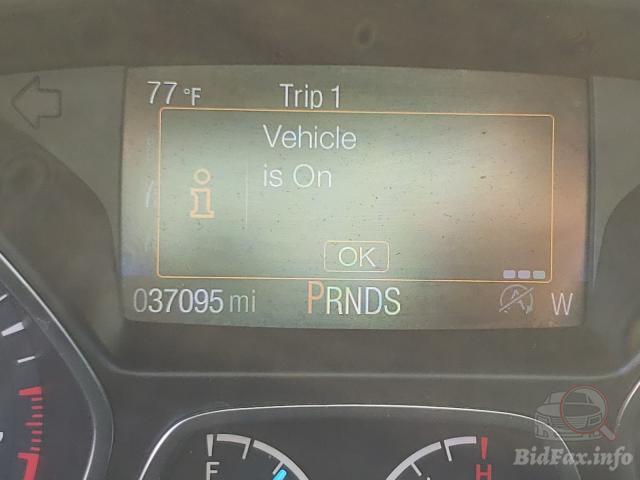 77 °F Trip 1
Vehicle
is On
i
OK
037095 mi PRNDS W
F H
BidFax.info